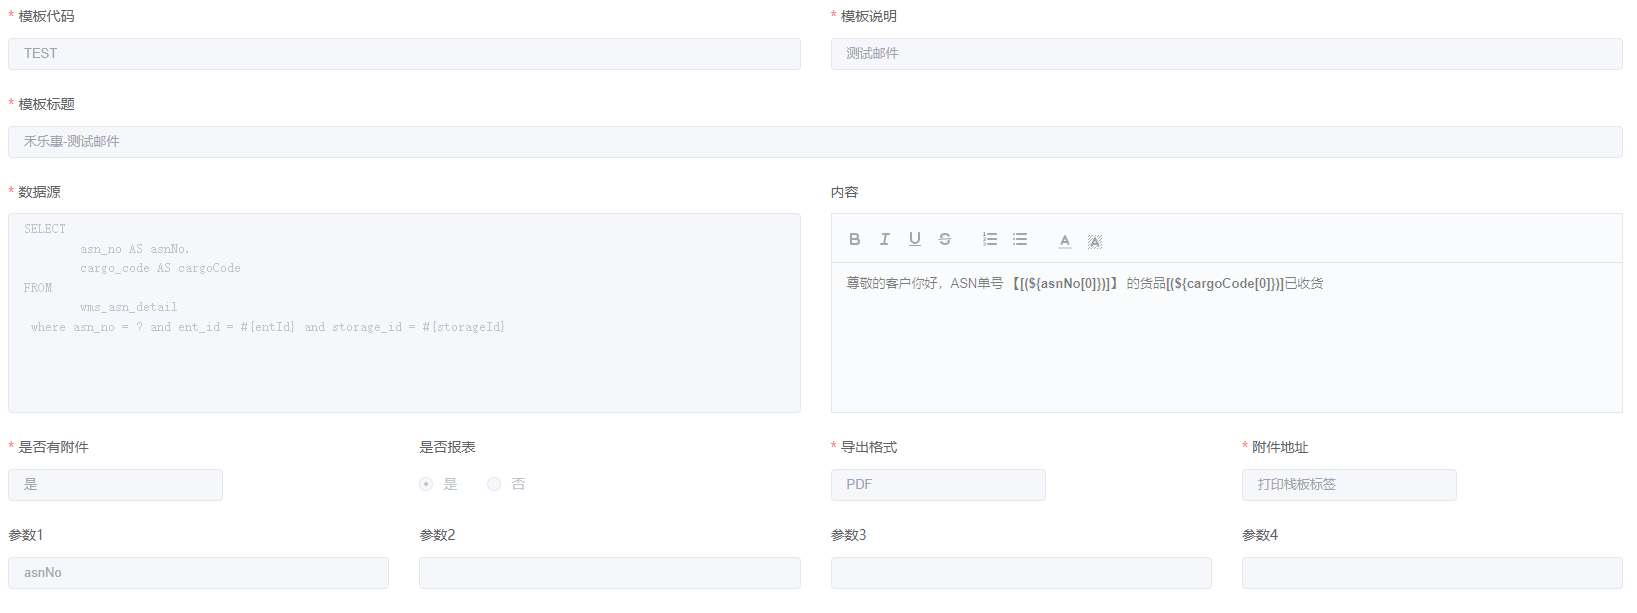 * 模板代码
* 模板说明
TEST
测试邮件
* 模板标题
禾乐惠-测试邮件
* 数据源
内容
SELECT
asn_no AS asnNo,
cargo_code AS cargoCode
FROM
wms_asn_detail
where asn_no = ? and ent_id = #{entId} and storage_id = #{storageId}
B I U S A A
尊敬的客户你好，ASN单号 【[(${asnNo[0]})]】 的货品[(${cargoCode[0]})]已收货
* 是否有附件
是否报表
* 导出格式
* 附件地址
是
是
否
PDF
打印栈板标签
参数1
参数2
参数3
参数4
asnNo